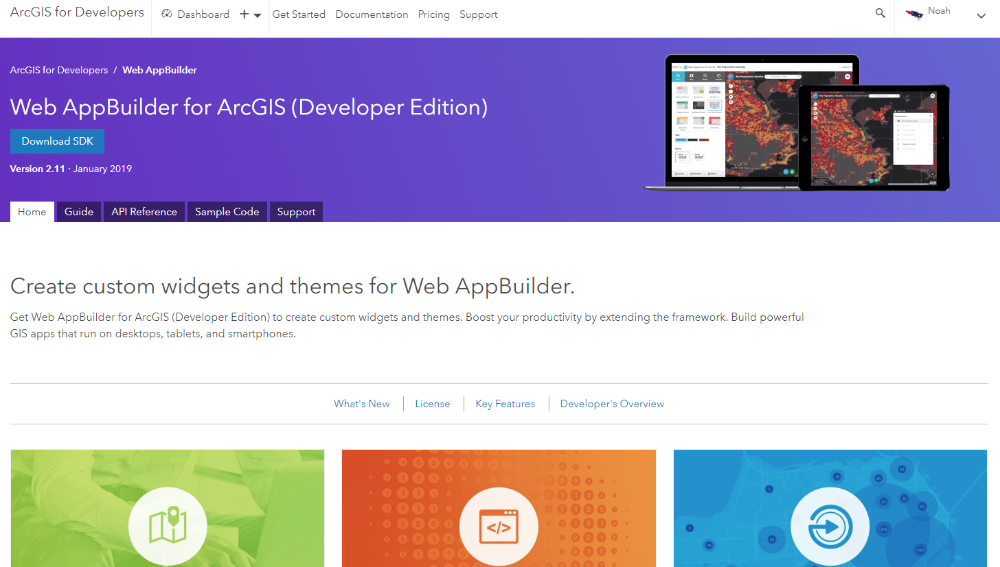 ArcGIS for Developers
Dashboard
Get Started
Documentation
Pricing
Support
Noah
ArcGIS for Developers / Web AppBuilder
Web AppBuilder for ArcGIS (Developer Edition)
Download SDK
Version 2.11 · January 2019
Home
Guide
API Reference
Sample Code
Support
Create custom widgets and themes for Web AppBuilder.
Get Web AppBuilder for ArcGIS (Developer Edition) to create custom widgets and themes. Boost your productivity by extending the framework. Build powerful
GIS apps that run on desktops, tablets, and smartphones.
What's New
License
Key Features
Developer's Overview